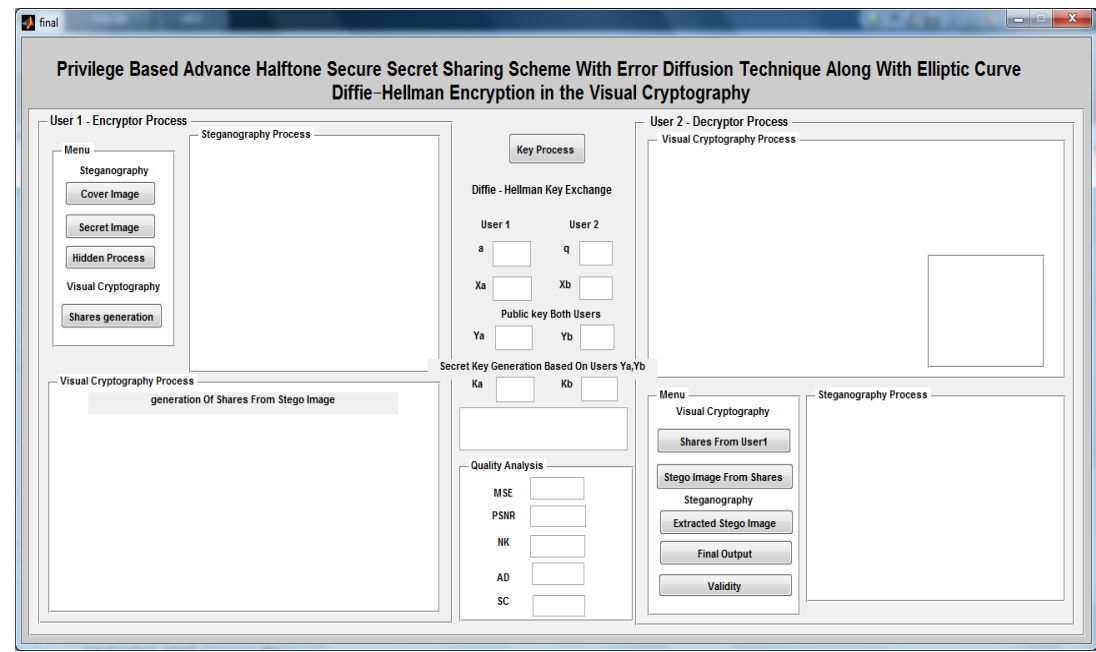 final
Privilege Based Advance Halftone Secure Secret Sharing Scheme With Error Diffusion Technique Along With Elliptic Curve
Diffie-Hellman Encryption in the Visual Cryptography
User 1 - Encryptor Process
Menu
Steganography
Cover Image
Secret Image
Hidden Process
Visual Cryptography
Shares generation
Steganography Process
Visual Cryptography Process
generation Of Shares From Stego Image
Key Process
Diffie - Hellman Key Exchange
User 1 User 2
a q
Xa Xb
Public key Both Users
Ya Yb
Secret Key Generation Based On Users Ya,Yb
Ka Kb
Quality Analysis
MSE
PSNR
NK
AD
SC
User 2 - Decryptor Process
Visual Cryptography Process
Menu
Visual Cryptography
Shares From User1
Stego Image From Shares
Steganography
Extracted Stego Image
Final Output
Validity
Steganography Process